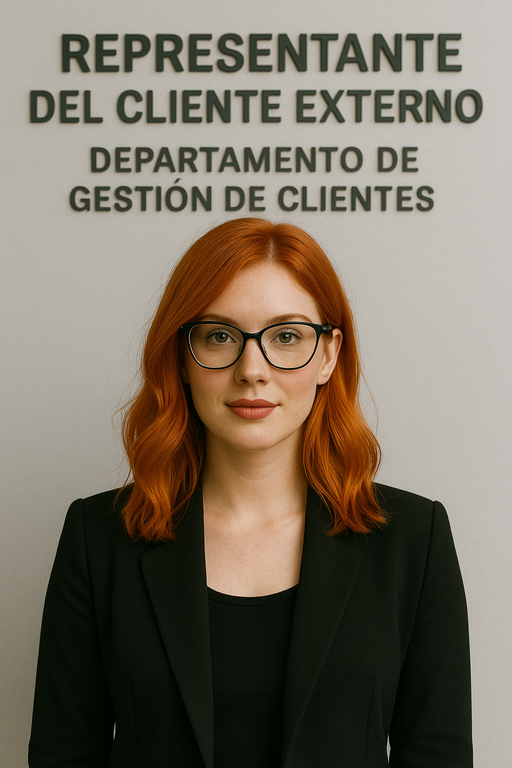 REPRESENTANTE
DEL CLIENTE EXTERNO
DEPARTAMENTO DE
GESTIÓN DE CLIENTES